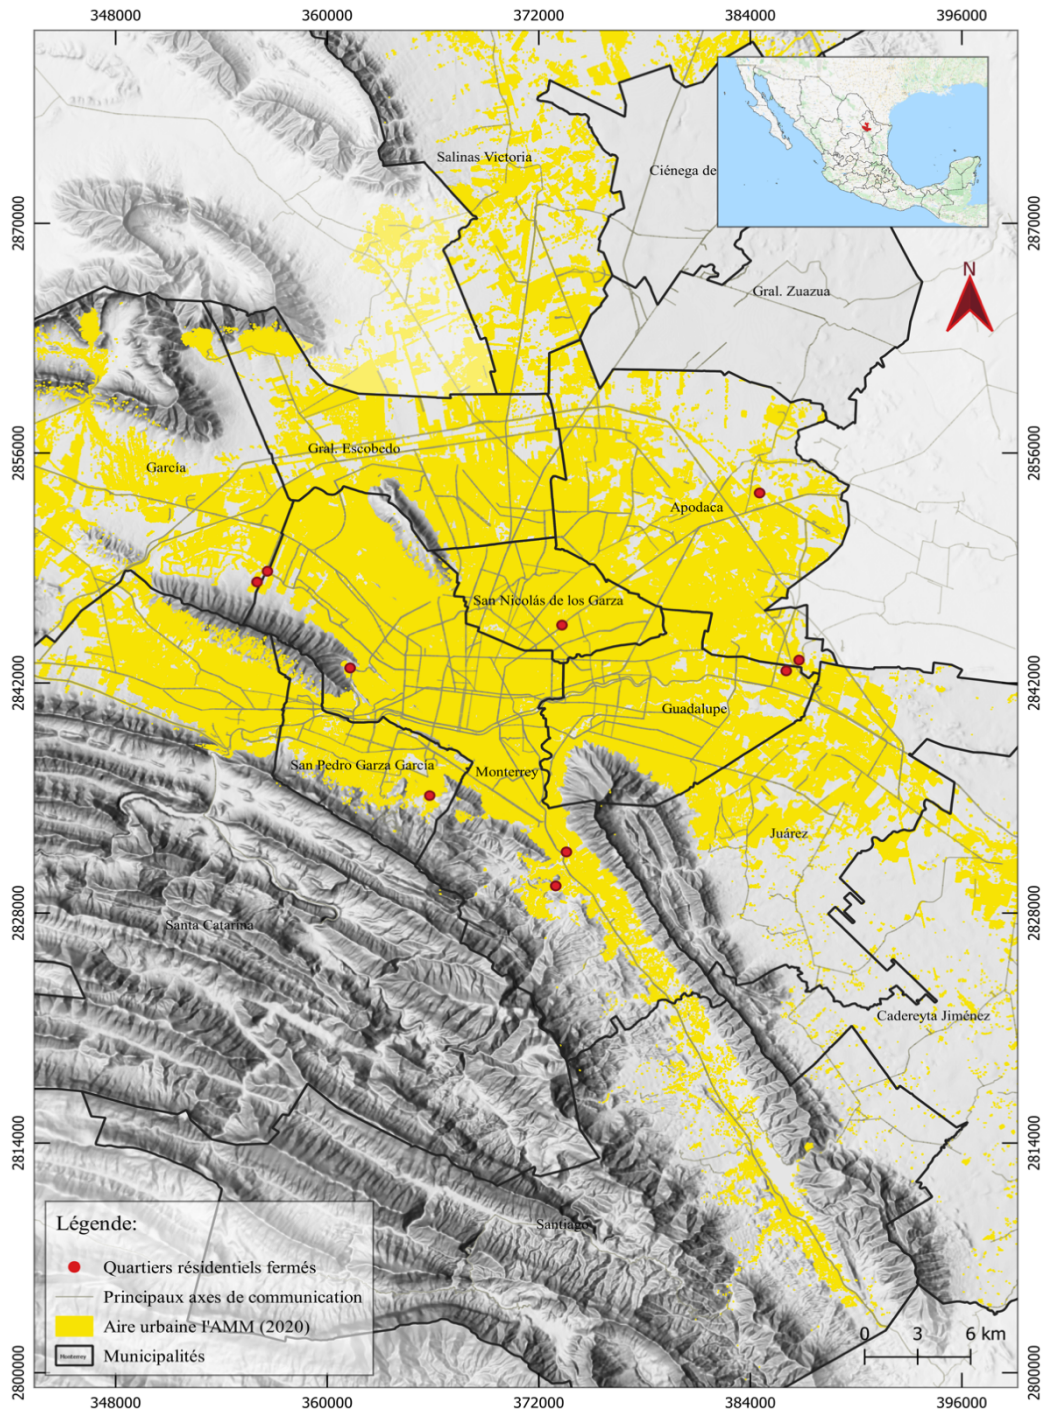 348000 360000 372000 384000 396000
Salinas Victoria
Ciénega de
2870000
2870000
N
Gral. Zuazua
Gral. Escobedo
2856000
2856000
García
Apodaca
San Nicolás de los Garza
2842000
2842000
Guadalupe
San Pedro Garza García
Monterrey
Juárez
2828000
2828000
Santa Catarina
Cadereyta Jiménez
2814000
2814000
Santiago
Légende:
Quartiers résidentiels fermés
Principaux axes de communication
Aire urbaine l'AMM (2020)
Monterrey
Municipalités
0 3 6 km
2800000
2800000
348000 360000 372000 384000 396000